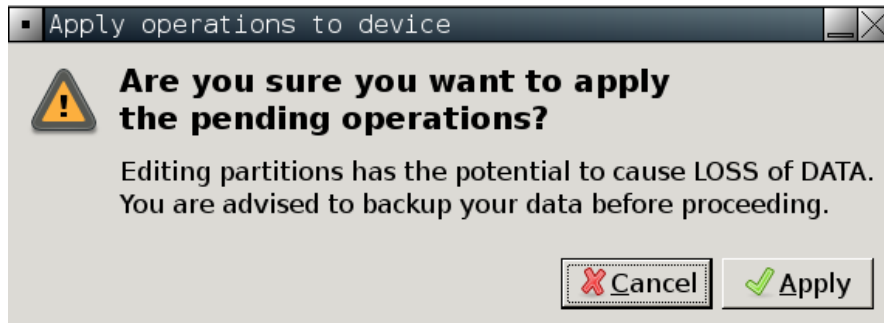 Apply operations to device
Are you sure you want to apply
the pending operations?
Editing partitions has the potential to cause LOSS of DATA.
You are advised to backup your data before proceeding.
Cancel Apply